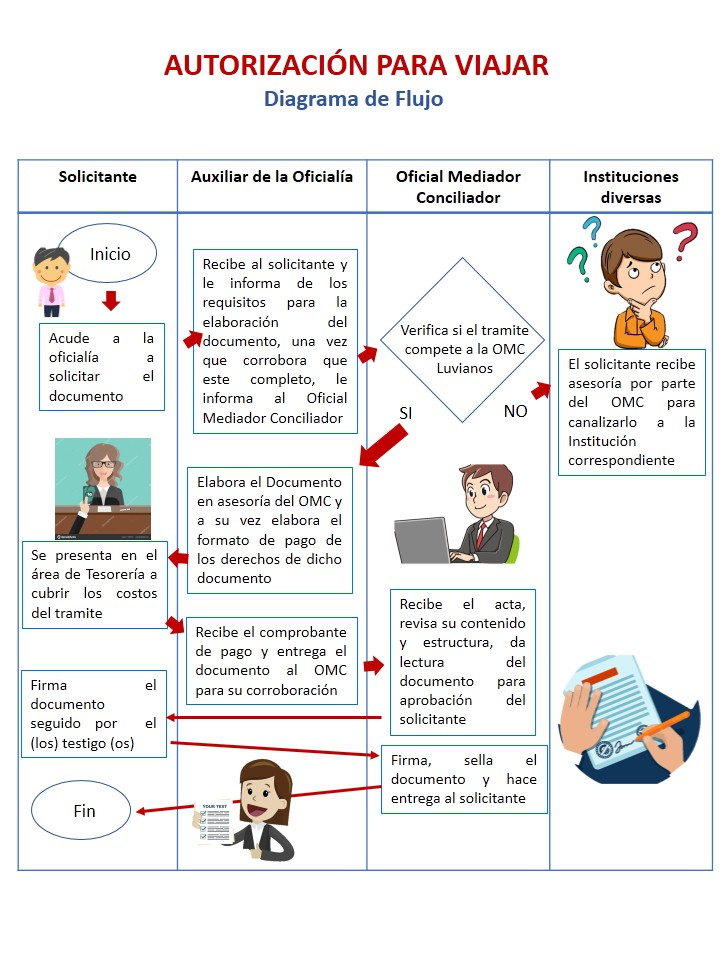 AUTORIZACIÓN PARA VIAJAR
Diagrama de Flujo
Solicitante
Auxiliar de la Oficialía
Oficial Mediador
Conciliador
Instituciones
diversas
Inicio
Acude a la
oficialía a
solicitar el
documento
Recibe al solicitante y
le informa de los
requisitos para la
elaboración del
documento, una vez
que corrobora que
este completo, le
informa al Oficial
Mediador Conciliador
Verifica si el tramite
compete a la OMC
Luvianos
SI
NO
El solicitante recibe
asesoría por parte
del OMC para
canalizarlo a la
Institución
correspondiente
Elabora el Documento
en asesoría del OMC y
a su vez elabora el
formato de pago de
los derechos de dicho
documento
Se presenta en el
área de Tesorería a
cubrir los costos
del tramite
Recibe el comprobante
de pago y entrega el
documento al OMC
para su corroboración
Recibe el acta,
revisa su contenido
y estructura, da
lectura del
documento para
aprobación del
solicitante
Firma el
documento
seguido por el
(los) testigo (os)
Firma, sella el
documento y hace
entrega al solicitante
YOUR TEXT
Fin